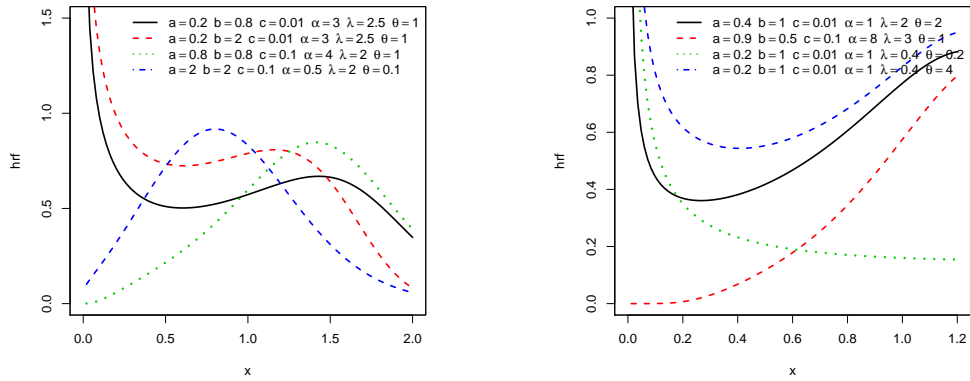 a=0.2 b=0.8 c=0.01 α=3 λ=2.5 θ=1
a=0.2 b=2 c=0.01 α=3 λ=2.5 θ=1
a=0.8 b=0.8 c=0.1 α=4 λ=2 θ=1
a=2 b=2 c=0.1 α=0.5 λ=2 θ=0.1
hrf
1.5
1.0
0.5
0.0
0.0 0.5 1.0 1.5 2.0
x
a=0.4 b=1 c=0.01 α=1 λ=2 θ=2
a=0.9 b=0.5 c=0.1 α=8 λ=3 θ=1
a=0.2 b=1 c=0.01 α=1 λ=0.4 θ=0.2
a=0.2 b=1 c=0.01 α=1 λ=0.4 θ=4
hrf
1.0
0.8
0.6
0.4
0.2
0.0
0.0 0.2 0.4 0.6 0.8 1.0 1.2
x